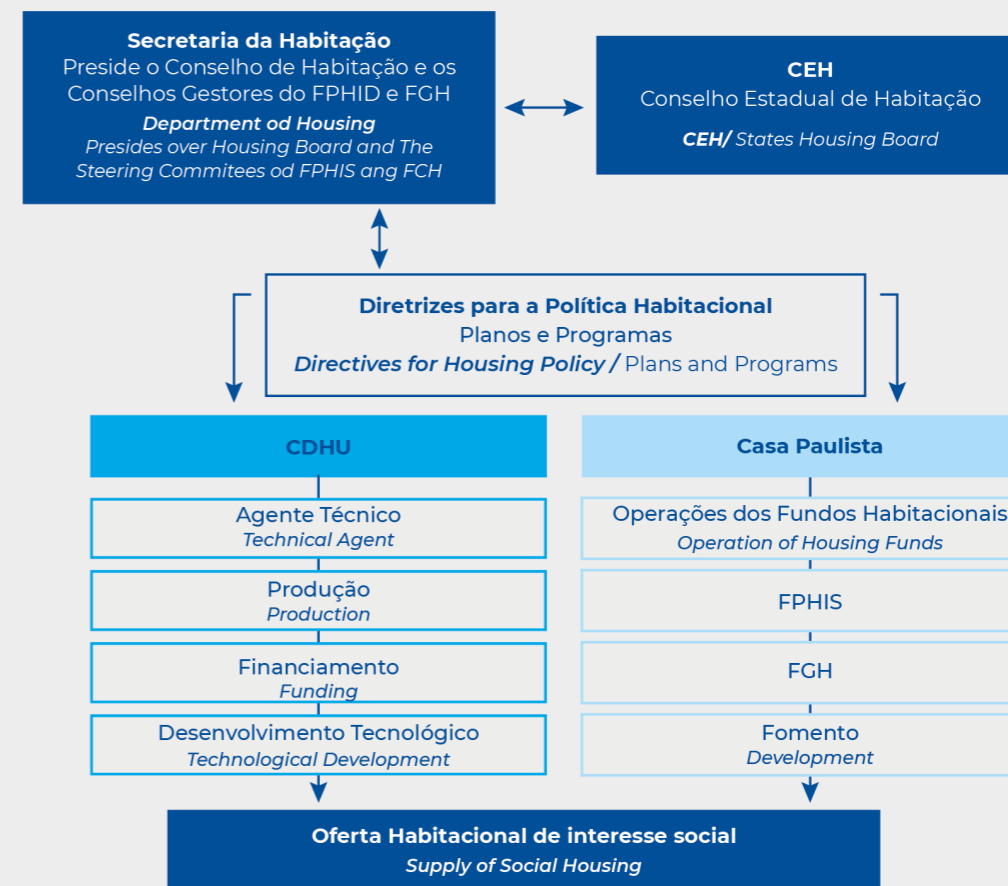 Secretaria da Habitação
Preside o Conselho de Habitação e os
Conselhos Gestores do FPHID e FGH
Department od Housing
Presides over Housing Board and The
Steering Commitees od FPHIS ang FCH
CEH
Conselho Estadual de Habitação
CEH/ States Housing Board
Diretrizes para a Política Habitacional
Planos e Programas
Directives for Housing Policy / Plans and Programs
CDHU
Agente Técnico
Technical Agent
Produção
Production
Financiamento
Funding
Desenvolvimento Tecnológico
Technological Development
Casa Paulista
Operações dos Fundos Habitacionais
Operation of Housing Funds
FPHIS
FGH
Fomento
Development
Oferta Habitacional de interesse social
Supply of Social Housing